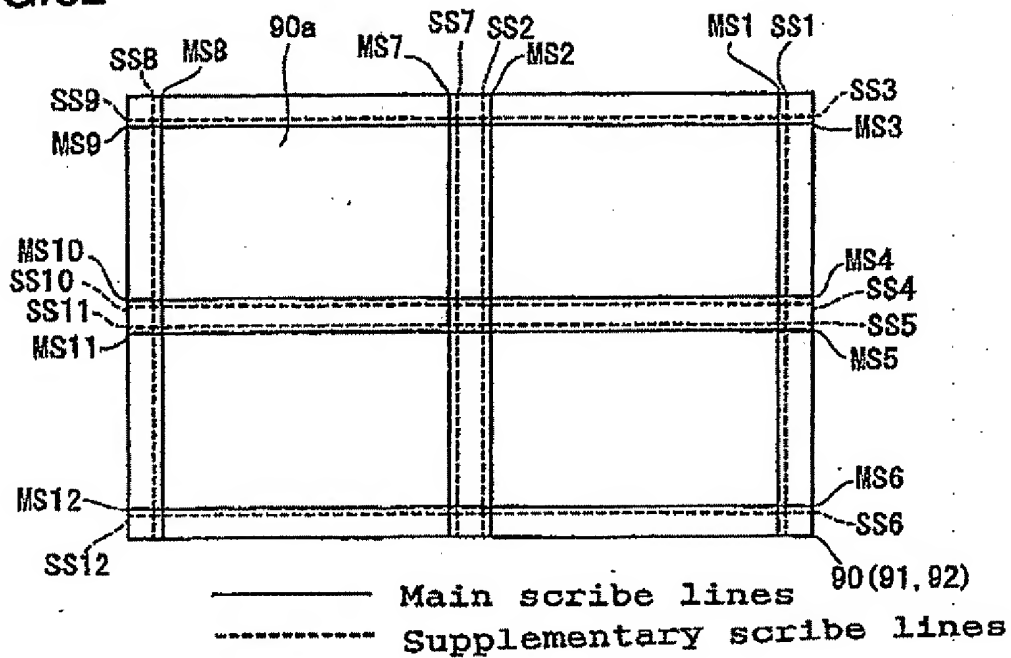 90a SS7 SS2 MS1 SS1
SS8 MS8 MS7 MS2
SS9 SS3
MS9 MS3
MS10 MS4
SS10 SS4
SS11 SS5
MS11 MS5
MS12 MS6
SS12 SS6
90(91, 92)
Main scribe lines
Supplementary scribe lines